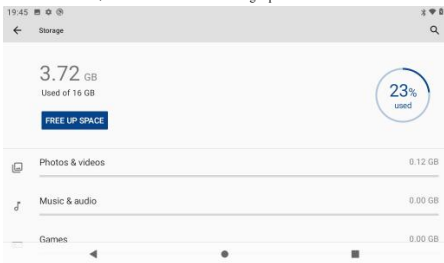 19:45
Storage
3.72 GB
Used of 16 GB
23%
used
FREE UP SPACE
Photos & videos
0.12 GB
Music & audio
0.00 GB
Games
0.00 GB